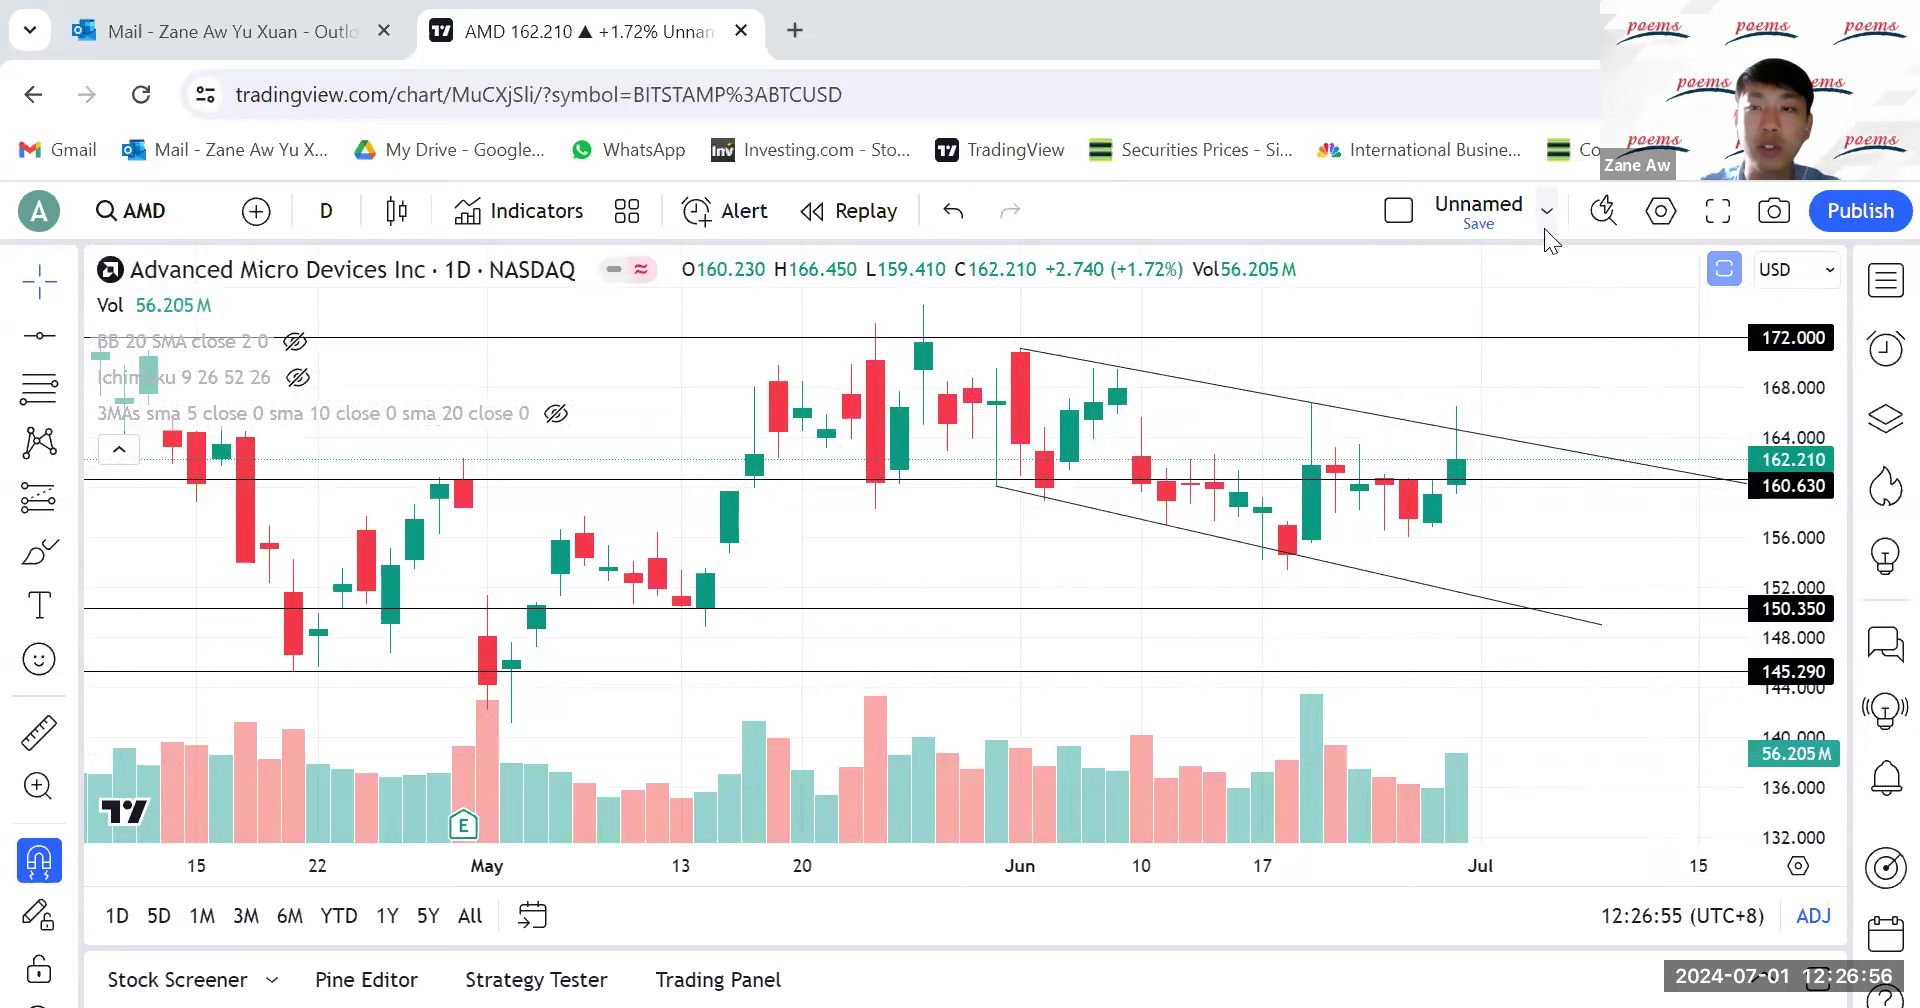 Mail - Zane Aw Yu Xuan - Outlo
AMD 162.210 ▲ +1.72% Unnan
tradingview.com/chart/MuCXjSli/?symbol=BITSTAMP%3ABTCUSD
Gmail
Mail - Zane Aw Yu X...
My Drive - Google...
WhatsApp
Inv
Investing.com - Sto...
TradingView
Securities Prices - Si...
International Busine...
Co
poems poems poems
poems
poems poems
Zane Aw
A
AMD
D
Indicators
Alert
Replay
Unnamed
Save
Publish
Advanced Micro Devices Inc · 1D · NASDAQ
O160.230 H166.450 L159.410 C162.210 +2.740 (+1.72%) Vol56.205M
USD
Vol 56.205M
BB 20 SMA close 2 0
Ichimoku 9 26 52 26
3MAs sma 5 close 0 sma 10 close 0 sma 20 close 0
172.000
168.000
164.000
162.210
160.630
156.000
152.000
150.350
148.000
145.290
144.000
140.000
56.205M
136.000
132.000
E
15 22 May 13 20 Jun 10 17 Jul 15
1D 5D 1M 3M 6M YTD 1Y 5Y All
12:26:55 (UTC+8)
ADJ
Stock Screener
Pine Editor
Strategy Tester
Trading Panel
2024-07-01 12:26:56